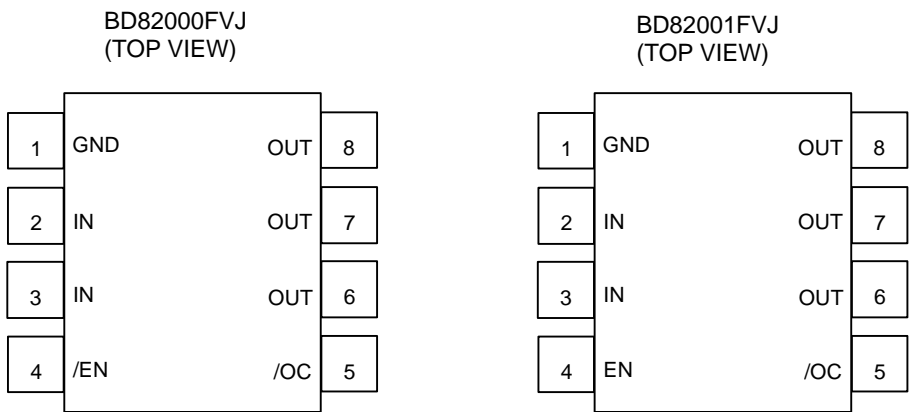 BD82000FVJ
(TOP VIEW)
1 GND OUT 8
2 IN OUT 7
3 IN OUT 6
4 /EN /OC 5
BD82001FVJ
(TOP VIEW)
1 GND OUT 8
2 IN OUT 7
3 IN OUT 6
4 EN /OC 5